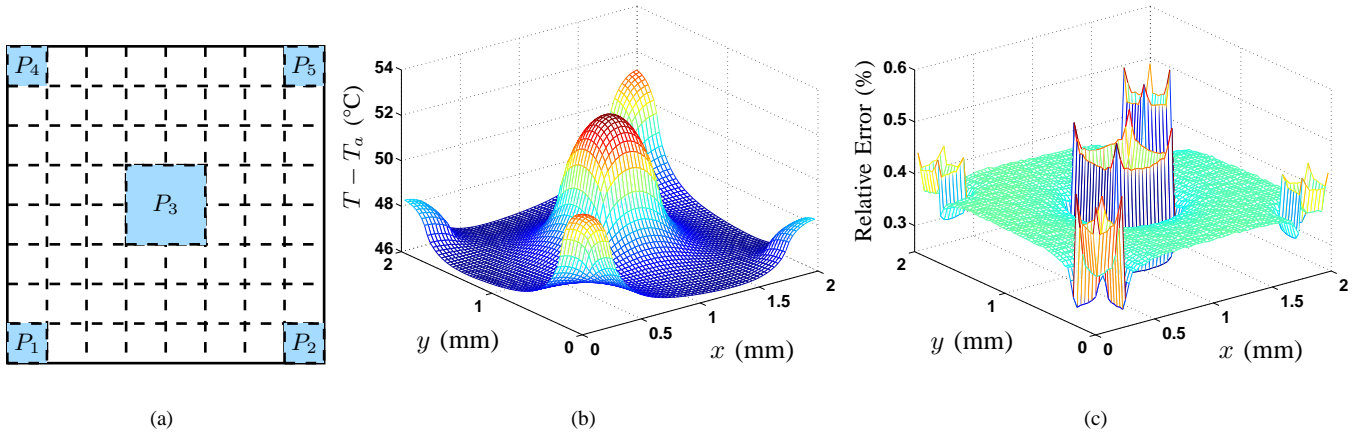 P4
P5
P3
P1
P2
(a)
54
52
50
48
46
T − Ta (°C)
2
1
0
y (mm)
0
0.5
1
1.5
2
x (mm)
(b)
0.6
0.5
0.4
0.3
Relative Error (%)
2
1
0
y (mm)
0
0.5
1
1.5
2
x (mm)
(c)